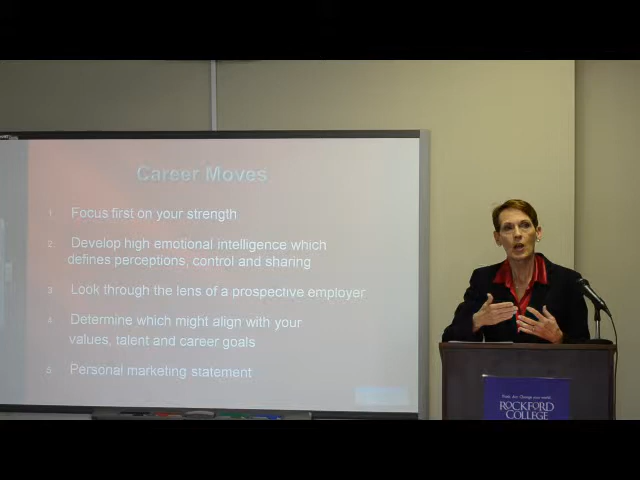 Career Moves
1. Focus first on your strength
2. Develop high emotional intelligence which
defines perceptions, control and sharing
3. Look through the lens of a prospective employer
4. Determine which might align with your
values, talent and career goals
5. Personal marketing statement
ROCKFORD
COLLEGE